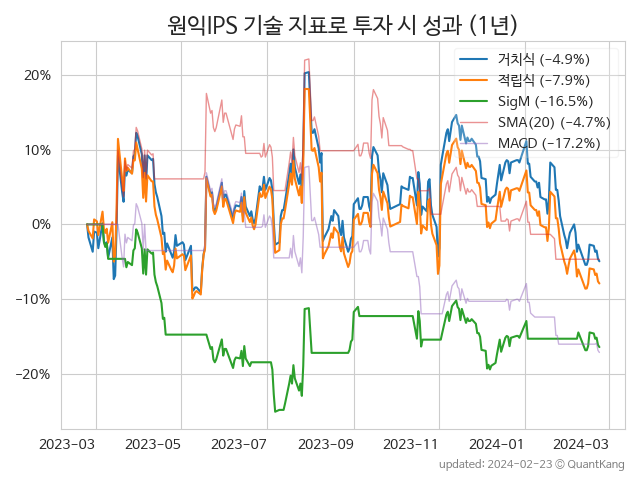 원익IPS 기술 지표로 투자 시 성과 (1년)
거치식 (−4.9%)
적립식 (−7.9%)
SigM (−16.5%)
SMA(20) (−4.7%)
MACD (−17.2%)
20%
10%
0%
−10%
−20%
2023−03 2023−05 2023−07 2023−09 2023−11 2024−01 2024−03
updated: 2024−02−23 ⓒ QuantKang